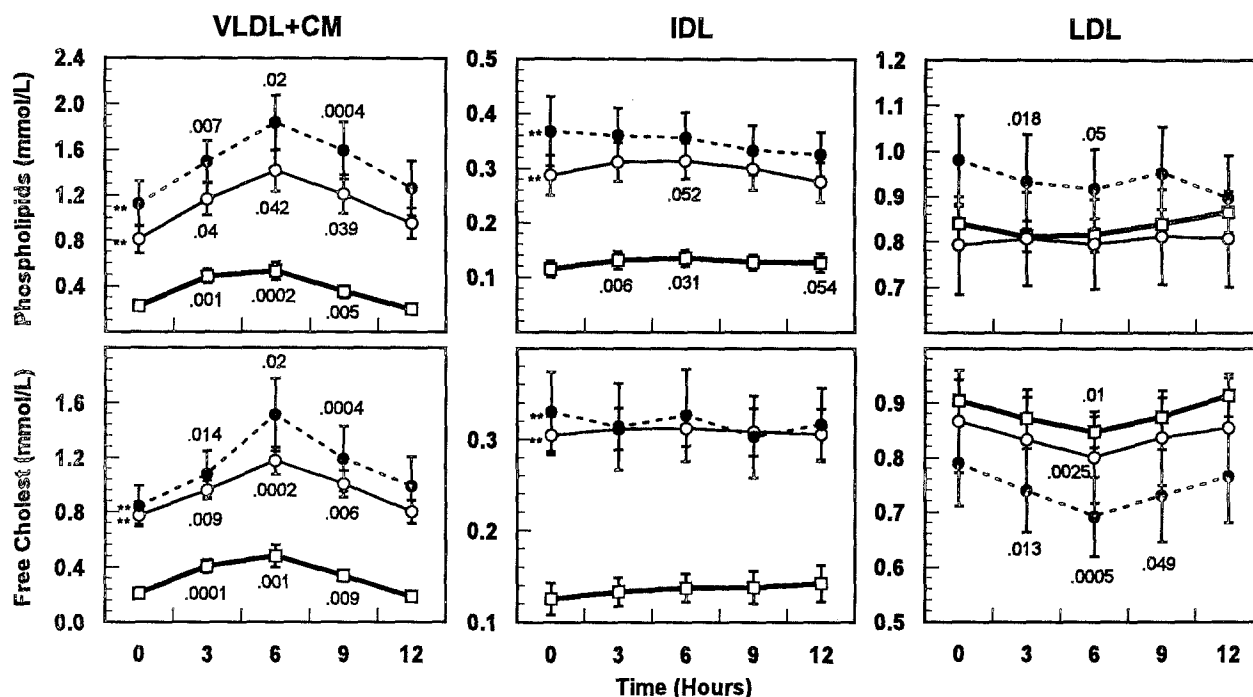 VLDL+CM IDL LDL
Phospholipids (mmol/L)
2.4
2.0
1.6
1.2
0.8
0.4
** **
.007 .02 .0004
.04 .042 .039
.001 .0002 .005
0.5
0.4
0.3
0.2
0.1
** **
.052
.006 .031 .054
1.2
1.1
1.0
0.9
0.8
0.7
.018 .05
Free Cholest (mmol/L)
1.6
1.2
0.8
0.4
0.0
** **
.014 .02 .0004
.009 .0002 .006
.0001 .001 .009
0.3
0.2
0.1
** **
0.9
0.8
0.7
0.6
0.5
.01
.0025
.013 .0005 .049
0 3 6 9 12 0 3 6 9 12 0 3 6 9 12
Time (Hours)